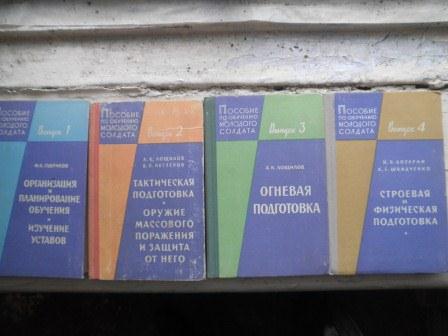 Пособие
по обучению
молодого
солдата
Выпуск 1
Организация
и
планирование
обучения
•
Изучение
уставов
Пособие
по обучению
молодого
солдата
Выпуск 2
Тактическая
подготовка
•
Оружие
массового
поражения
и защита
от него
Пособие
по обучению
молодого
солдата
Выпуск 3
А. К. Лощилов
Огневая
подготовка
Пособие
по обучению
молодого
солдата
Выпуск 4
Строевая
и
физическая
подготовка